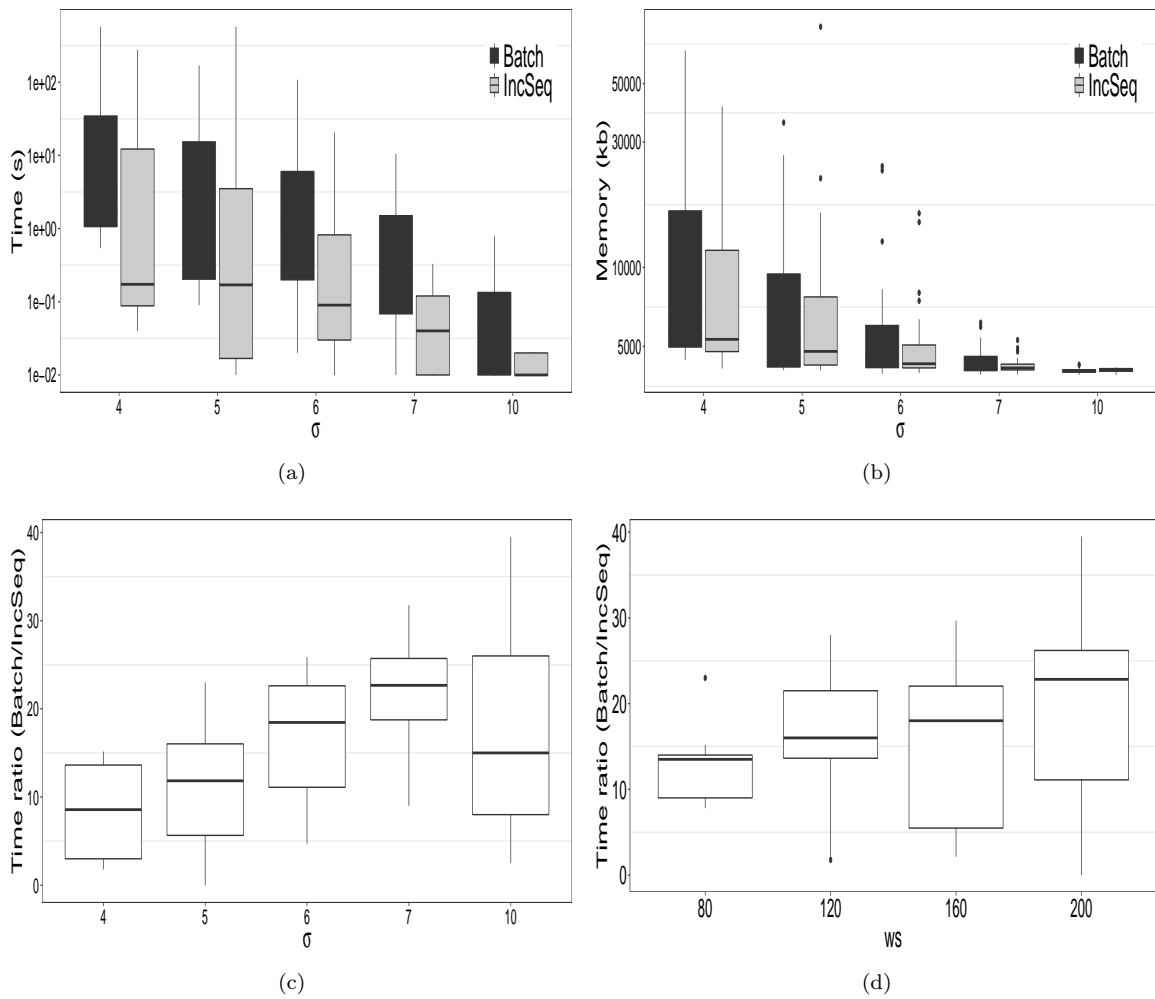 Batch
IncSeq
1e+02
1e+01
1e+00
1e-01
1e-02
Time (s)
4 5 6 7 10
σ
(a)
Batch
IncSeq
50000
30000
10000
5000
Memory (kb)
4 5 6 7 10
σ
(b)
40
30
20
10
0
Time ratio (Batch/IncSeq)
4 5 6 7 10
σ
(c)
40
30
20
10
0
Time ratio (Batch/IncSeq)
80 120 160 200
ws
(d)